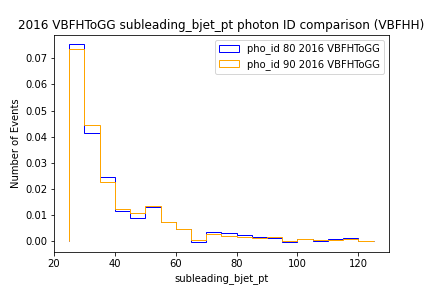 2016 VBFHToGG subleading_bjet_pt photon ID comparison (VBFHH)
pho_id 80 2016 VBFHToGG
pho_id 90 2016 VBFHToGG
Number of Events
0.07
0.06
0.05
0.04
0.03
0.02
0.01
0.00
20 40 60 80 100 120
subleading_bjet_pt